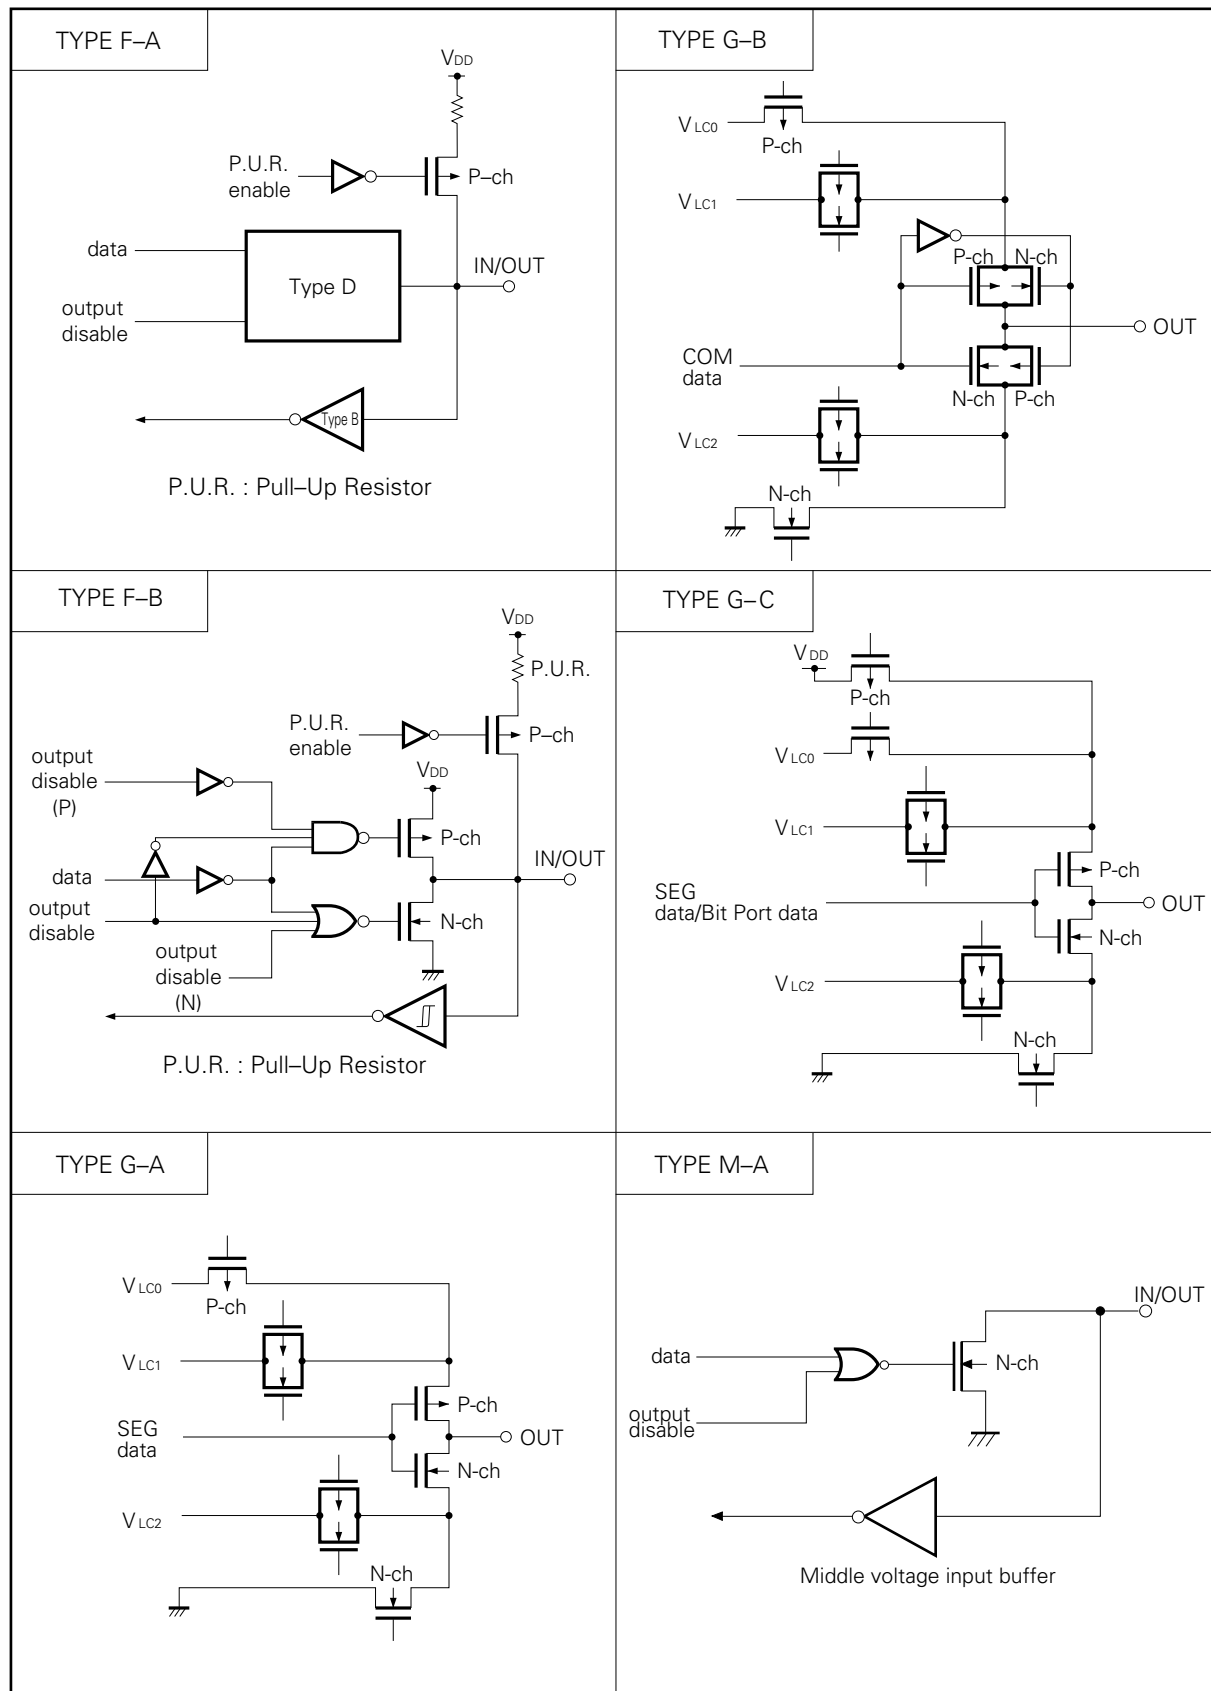 TYPE F–A
VDD
P.U.R.
enable
P–ch
data
Type D
IN/OUT
output
disable
Type B
P.U.R. : Pull–Up Resistor
TYPE G–B
VLC0
P-ch
VLC1
P-ch N-ch
OUT
COM
data
N-ch P-ch
VLC2
N-ch
TYPE F–B
VDD
P.U.R.
P.U.R.
enable
P–ch
output
disable
(P)
VDD
P-ch
IN/OUT
data
output
disable
N-ch
output
disable
(N)
P.U.R. : Pull–Up Resistor
TYPE G–C
VDD
P-ch
VLC0
VLC1
P-ch
SEG
data/Bit Port data
OUT
N-ch
VLC2
N-ch
TYPE G–A
VLC0
P-ch
VLC1
P-ch
SEG
data
OUT
N-ch
VLC2
N-ch
TYPE M–A
IN/OUT
data
N-ch
output
disable
Middle voltage input buffer